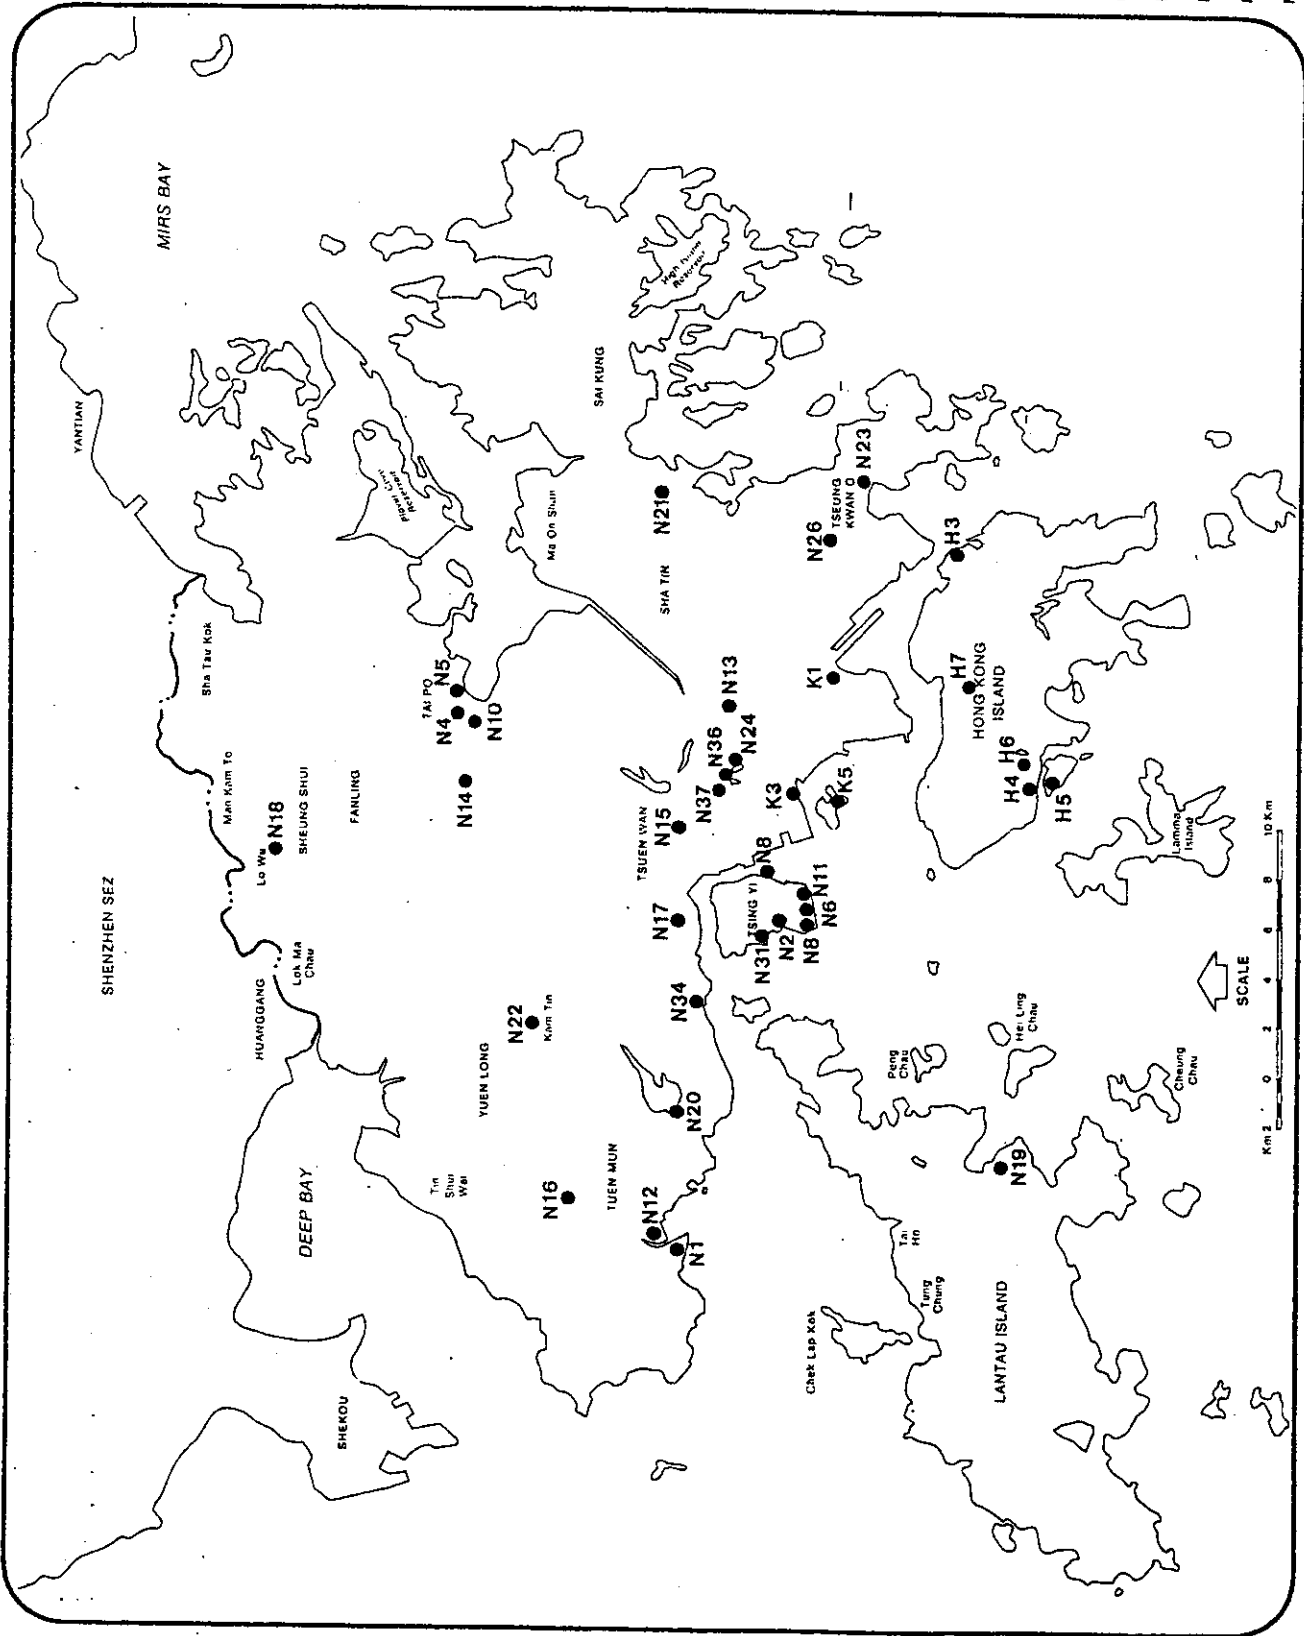 MIRS BAY
YANTIAN
SHENZHEN SEZ
Sha Tau Kok
Man Kam To
Lo Wu
N18
SHEUNG SHUI
FANLING
HUANGGANG
Lok Ma
Chau
DEEP BAY
SHEKOU
Plover Cove
Reservoir
High Island
Reservoir
SAI KUNG
Ma On Shan
TAI PO
N5
N4
N10
N14
N22
Kam Tin
YUEN LONG
Tin
Shui
Wai
N16
TUEN MUN
N12
N1
N20
N34
N17
TSUEN WAN
N15
N37
N36
N24
N13
SHA TIN
N21
N26
TSEUNG
KWAN O
N23
TSING YI
N8
N31
N2
N8
N6
N11
K3
K5
K1
H3
H7
HONG KONG
ISLAND
H6
H4
H5
Lamma
Island
Peng
Chau
Hei Ling
Chau
Cheung
Chau
N19
Tai
Ho
Tung
Chung
Chek Lap Kok
LANTAU ISLAND
SCALE
Km 2 0 2 4 6 8 10 Km